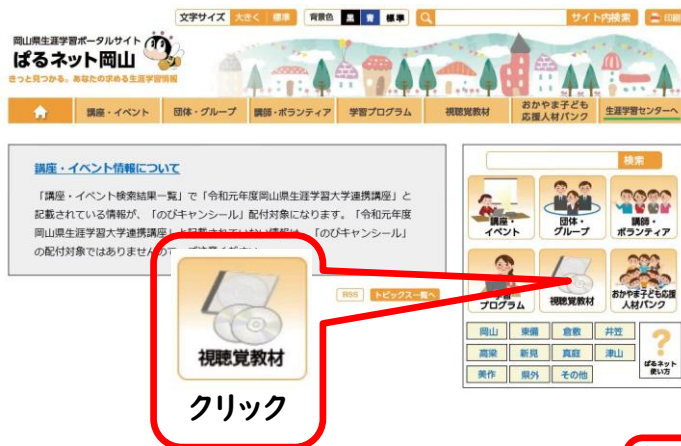 文字サイズ 大きく 標準 背景色 黒 青 標準 サイト内検索 印刷
岡山県生涯学習ポータルサイト
ぱるネット岡山
きっと見つかる。あなたの求める生涯学習情報
講座・イベント 団体・グループ 講師・ボランティア 学習プログラム 視聴覚教材 おかやま子ども応援人材バンク 生涯学習センターへ
講座・イベント情報について
「講座・イベント検索結果一覧」で「令和元年度岡山県生涯学習大学連携講座」と
記載されている情報が、「のびキャンシール」配付対象になります。「令和元年度
岡山県生涯学習大学連携講座」と記載されていない情報は、「のびキャンシール」
の配付対象ではありませんので、ご注意ください。
RSS トピックス一覧へ
視聴覚教材
クリック
検索
講座・イベント
団体・グループ
講師・ボランティア
学習プログラム
視聴覚教材
おかやま子ども応援人材バンク
岡山 東備 倉敷 井笠
高梁 新見 真庭 津山
美作 県外 その他
?
ぱるネット
使い方